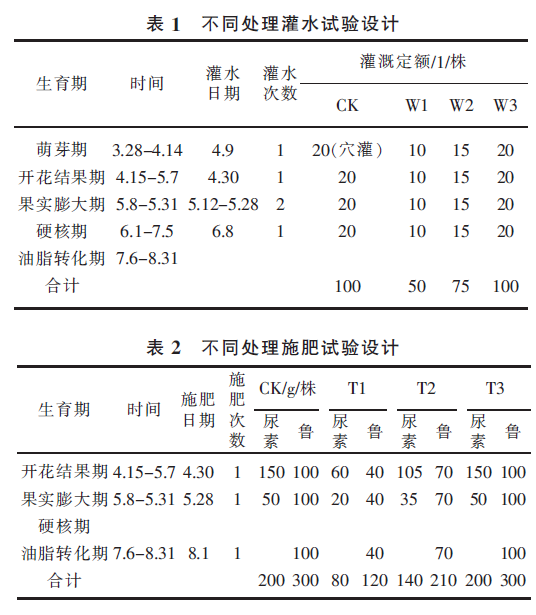 表 1 不同处理灌水试验设计
生育期 时间 灌水日期 灌水次数 灌溉定额/1/株
CK W1 W2 W3
萌芽期 3.28–4.14 4.9 1 20(穴灌) 10 15 20
开花结果期 4.15–5.7 4.30 1 20 10 15 20
果实膨大期 5.8–5.31 5.12–5.28 2 20 10 15 20
硬核期 6.1–7.5 6.8 1 20 10 15 20
油脂转化期 7.6–8.31
合计 100 50 75 100
表 2 不同处理施肥试验设计
生育期 时间 施肥日期 施肥次数 CK/g/株 T1 T2 T3
尿素 鲁 尿素 鲁 尿素 鲁 尿素 鲁
开花结果期 4.15–5.7 4.30 1 150 100 60 40 105 70 150 100
果实膨大期 5.8–5.31 5.28 1 50 100 20 40 35 70 50 100
硬核期
油脂转化期 7.6–8.31 8.1 1 100 40 70 100
合计 200 300 80 120 140 210 200 300